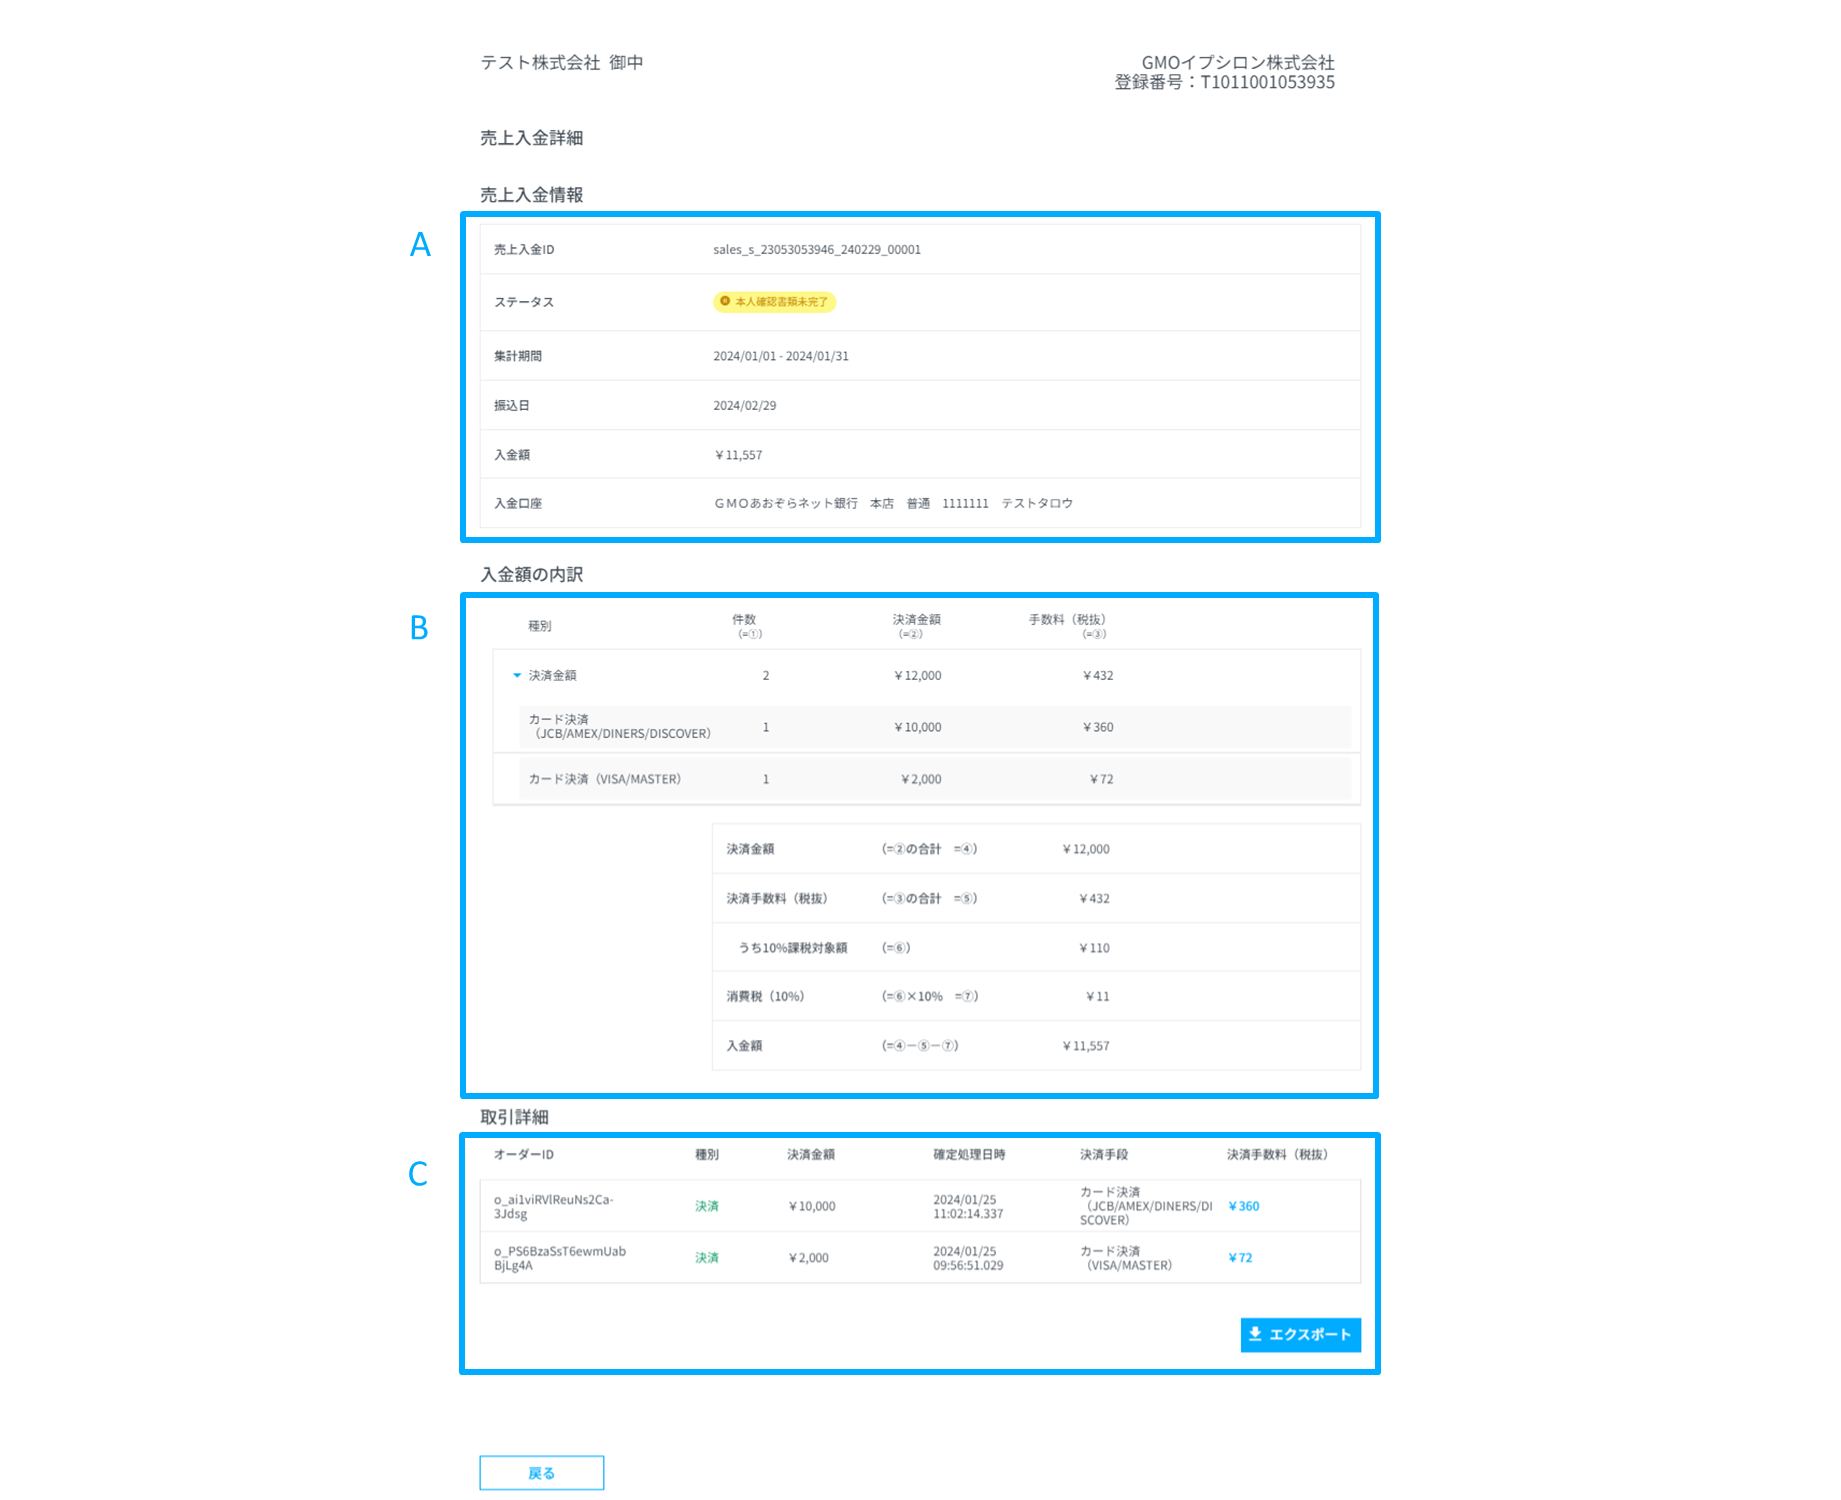 テスト株式会社 御中
GMOイプシロン株式会社
登録番号：T1011001053935
売上入金詳細
売上入金情報
A
売上入金ID sales_s_23053053946_240229_00001
ステータス 本人確認書類未完了
集計期間 2024/01/01 - 2024/01/31
振込日 2024/02/29
入金額 ￥11,557
入金口座 ＧＭＯあおぞらネット銀行 本店 普通 1111111 テストタロウ
入金額の内訳
B
種別 件数 決済金額 手数料（税抜）
(=①) (=②) (=③)
決済金額 2 ￥12,000 ￥432
カード決済
（JCB/AMEX/DINERS/DISCOVER） 1 ￥10,000 ￥360
カード決済（VISA/MASTER） 1 ￥2,000 ￥72
決済金額 (=②の合計 =④) ￥12,000
決済手数料（税抜） (=③の合計 =⑤) ￥432
うち10%課税対象額 (=⑥) ￥110
消費税（10%） (=⑥×10% =⑦) ￥11
入金額 (=④－⑤－⑦) ￥11,557
取引詳細
C
オーダーID 種別 決済金額 確定処理日時 決済手段 決済手数料（税抜）
o_ai1viRVlReuNs2Ca-
3Jdsg
決済
￥10,000
2024/01/25
11:02:14.337
カード決済
（JCB/AMEX/DINERS/DI
SCOVER）
￥360
o_PS6BzaSsT6ewmUab
BjLg4A
決済
￥2,000
2024/01/25
09:56:51.029
カード決済
（VISA/MASTER）
￥72
エクスポート
戻る